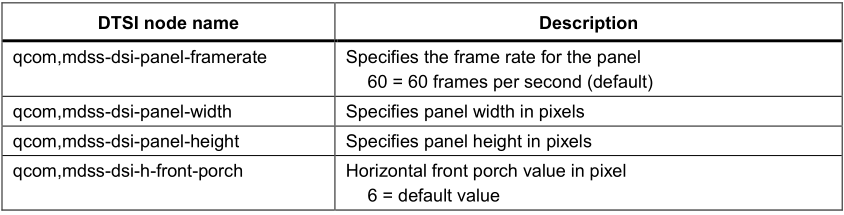 DTSI node name Description
qcom,mdss-dsi-panel-framerate Specifies the frame rate for the panel
60 = 60 frames per second (default)
qcom,mdss-dsi-panel-width Specifies panel width in pixels
qcom,mdss-dsi-panel-height Specifies panel height in pixels
qcom,mdss-dsi-h-front-porch Horizontal front porch value in pixel
6 = default value